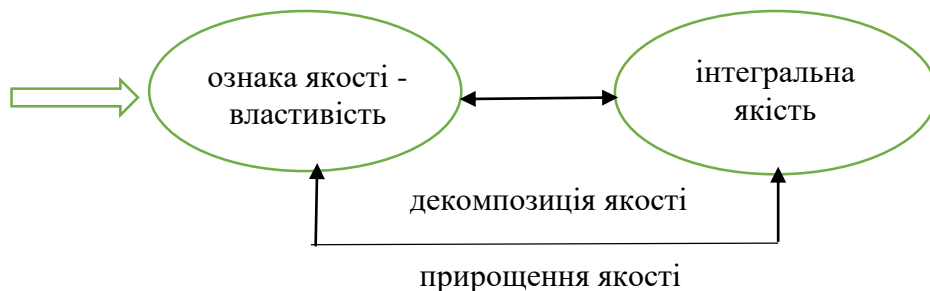 ознака якості -
властивість
інтегральна
якість
декомпозиція якості
прирощення якості